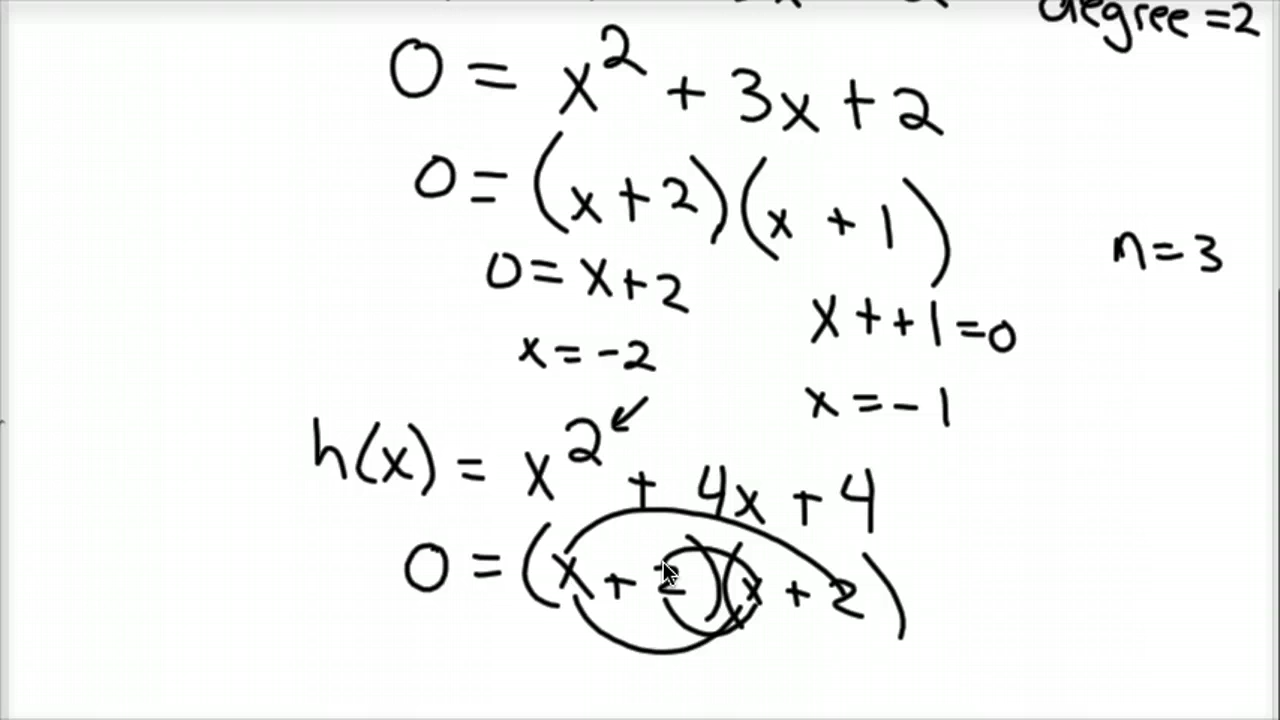 degree = 2
0 = x² + 3x + 2
0 = (x + 2)(x + 1)
n = 3
0 = x + 2
x + + 1 = 0
x = -2
x = - 1
h(x) = x² + 4x + 4
0 = (x + 2)(x + 2)